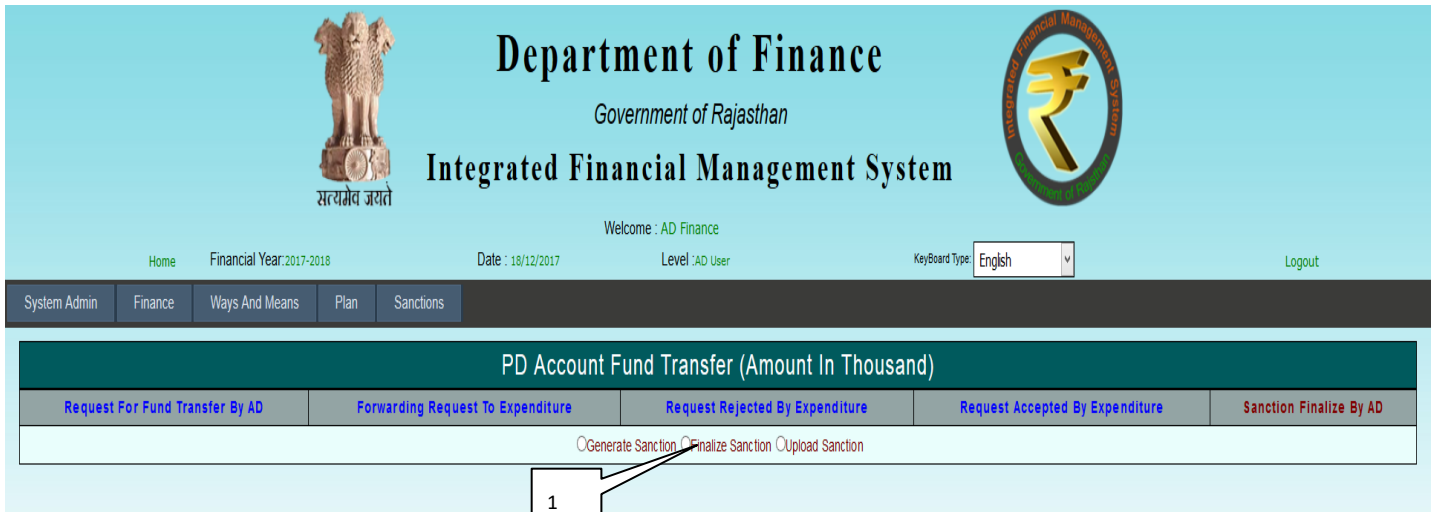 Department of Finance
Government of Rajasthan
Integrated Financial Management System
सत्यमेव जयते
Integrated Financial Management System
Government of Rajasthan
Welcome : AD Finance
Home Financial Year:2017-2018 Date : 18/12/2017 Level :AD User KeyBoard Type: English Logout
System Admin Finance Ways And Means Plan Sanctions
PD Account Fund Transfer (Amount In Thousand)
Request For Fund Transfer By AD Forwarding Request To Expenditure Request Rejected By Expenditure Request Accepted By Expenditure Sanction Finalize By AD
Generate Sanction Finalize Sanction Upload Sanction
1